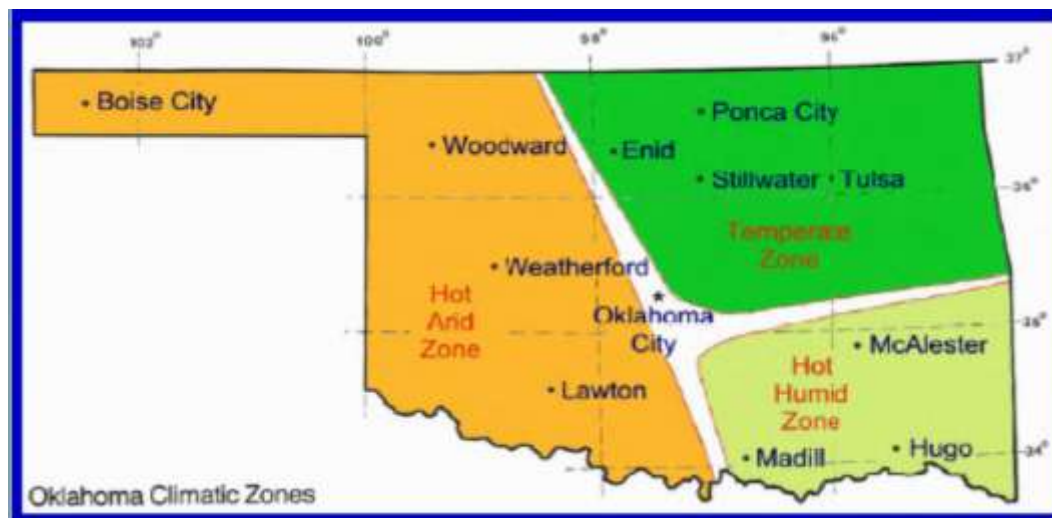 102°
100°
98°
96°
37°
Boise City
Ponca City
Woodward
Enid
Stillwater
Tulsa
36°
Temperate
Zone
Weatherford
Hot
Arid
Zone
Oklahoma
City
35°
McAlester
Hot
Humid
Zone
Lawton
Madill
Hugo
34°
Oklahoma Climatic Zones